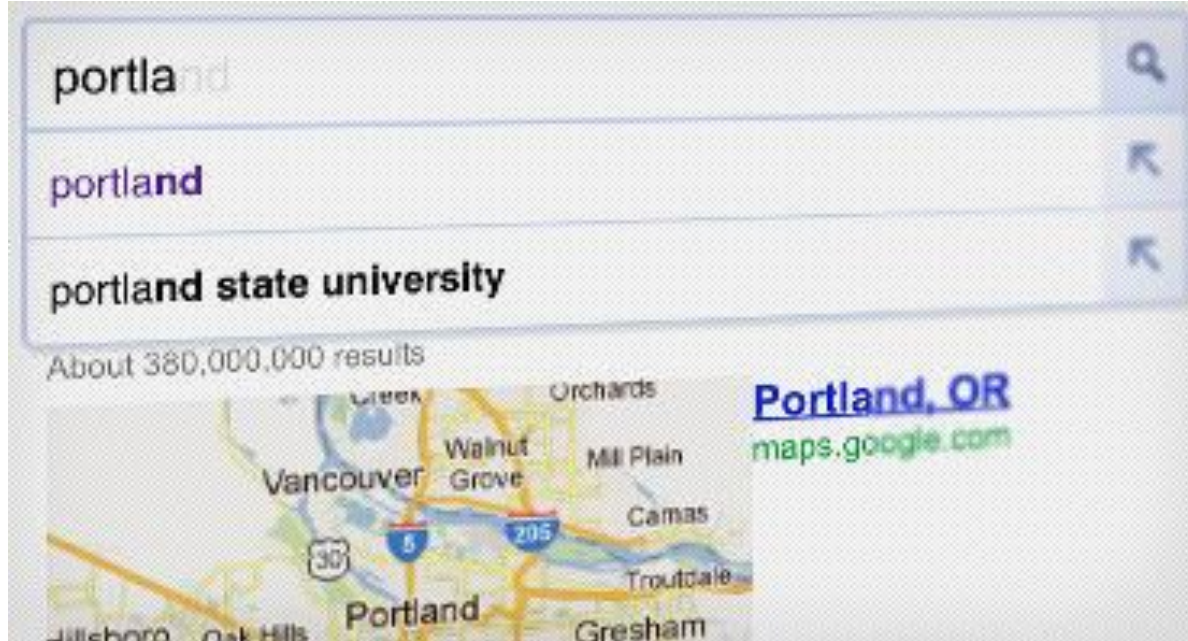 portland
portland
portland state university
About 380,000,000 results
Portland, OR
maps.google.com
Creek
Orchards
Walnut
Grove
Mill Plain
Vancouver
Camas
5
205
30
Troutdale
Portland
Gresham
Hillsboro
Oak Hills